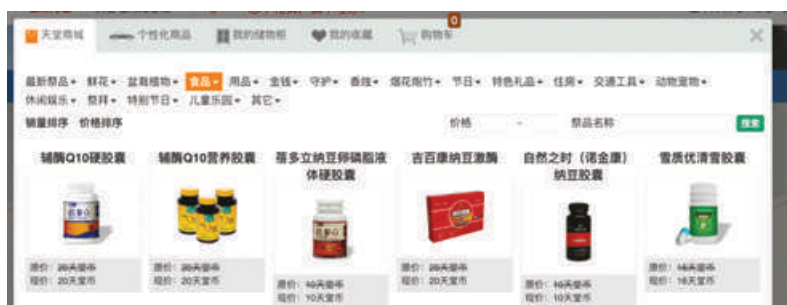 0
天堂商城 个性化商品 我的储物柜 我的收藏 购物车
最新祭品 鲜花 盆栽植物 食品 用品 金钱 守护 香烛 烟花炮竹 节日 特色礼品 住房 交通工具 动物宠物
休闲娱乐 祭拜 特别节日 儿童乐园 其它
销量排序 价格排序 价格 - 祭品名称 搜索
辅酶Q10硬胶囊 辅酶Q10营养胶囊 蓓多立纳豆卵磷脂液 吉百康纳豆激酶 自然之时（诺金康） 雪质优清雪胶囊
体硬胶囊 纳豆胶囊
原价：20天堂币 原价：20天堂币 原价：20天堂币 原价：16天堂币
现价：20天堂币 现价：20天堂币 原价：10天堂币 现价：20天堂币 原价：10天堂币 现价：16天堂币
现价：10天堂币 现价：10天堂币